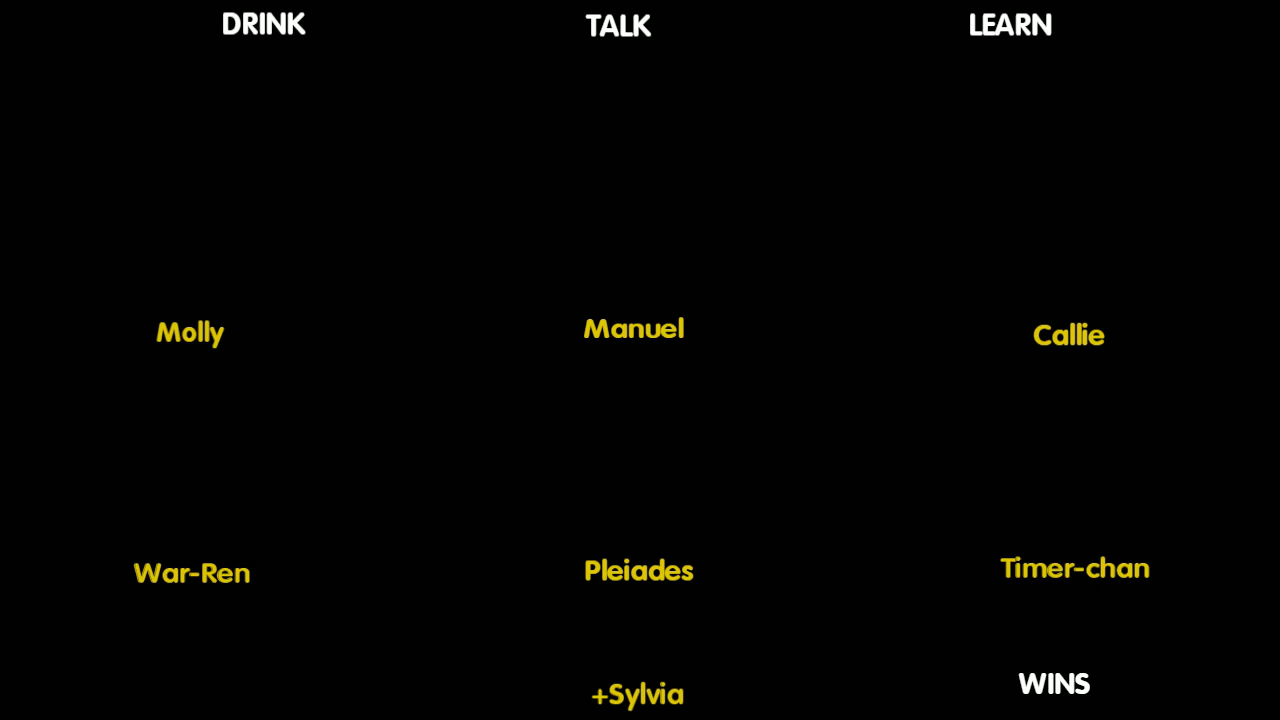 DRINK TALK LEARN
Molly Manuel Callie
War-Ren Pleiades Timer-chan
+Sylvia WINS